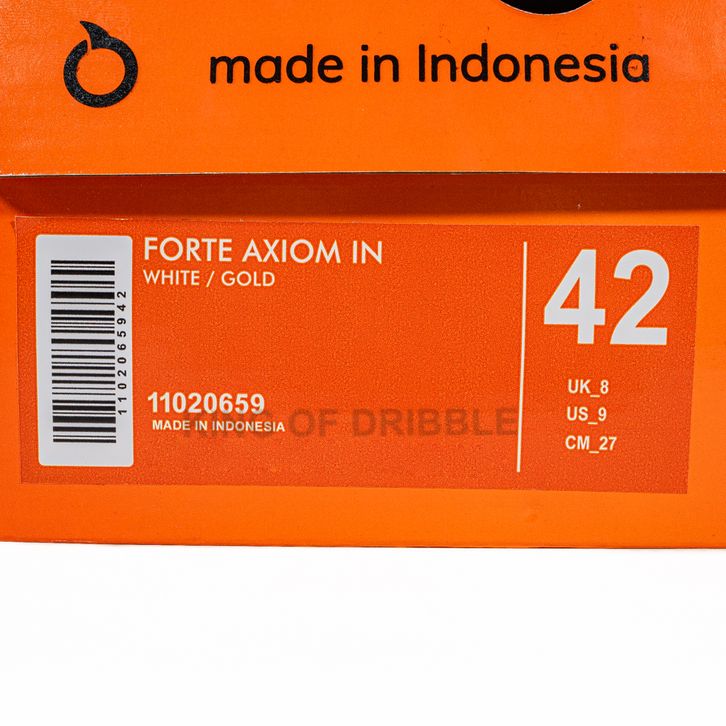 made in Indonesia
FORTE AXIOM IN
WHITE / GOLD
1102065942
11020659
MADE IN INDONESIA
KING OF DRIBBLE
42
UK_8
US_9
CM_27